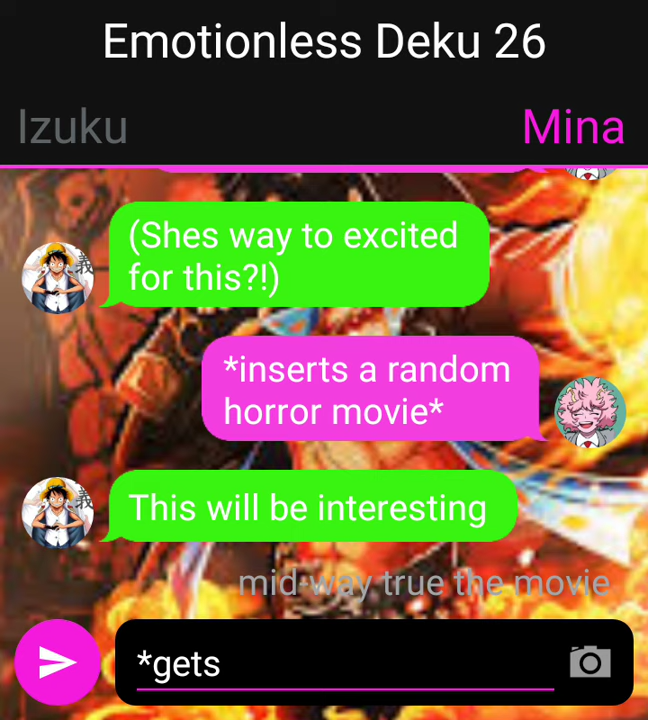 Emotionless Deku 26
Izuku
Mina
(Shes way to excited
for this?!)
*inserts a random
horror movie*
This will be interesting
mid-way true the movie
*gets